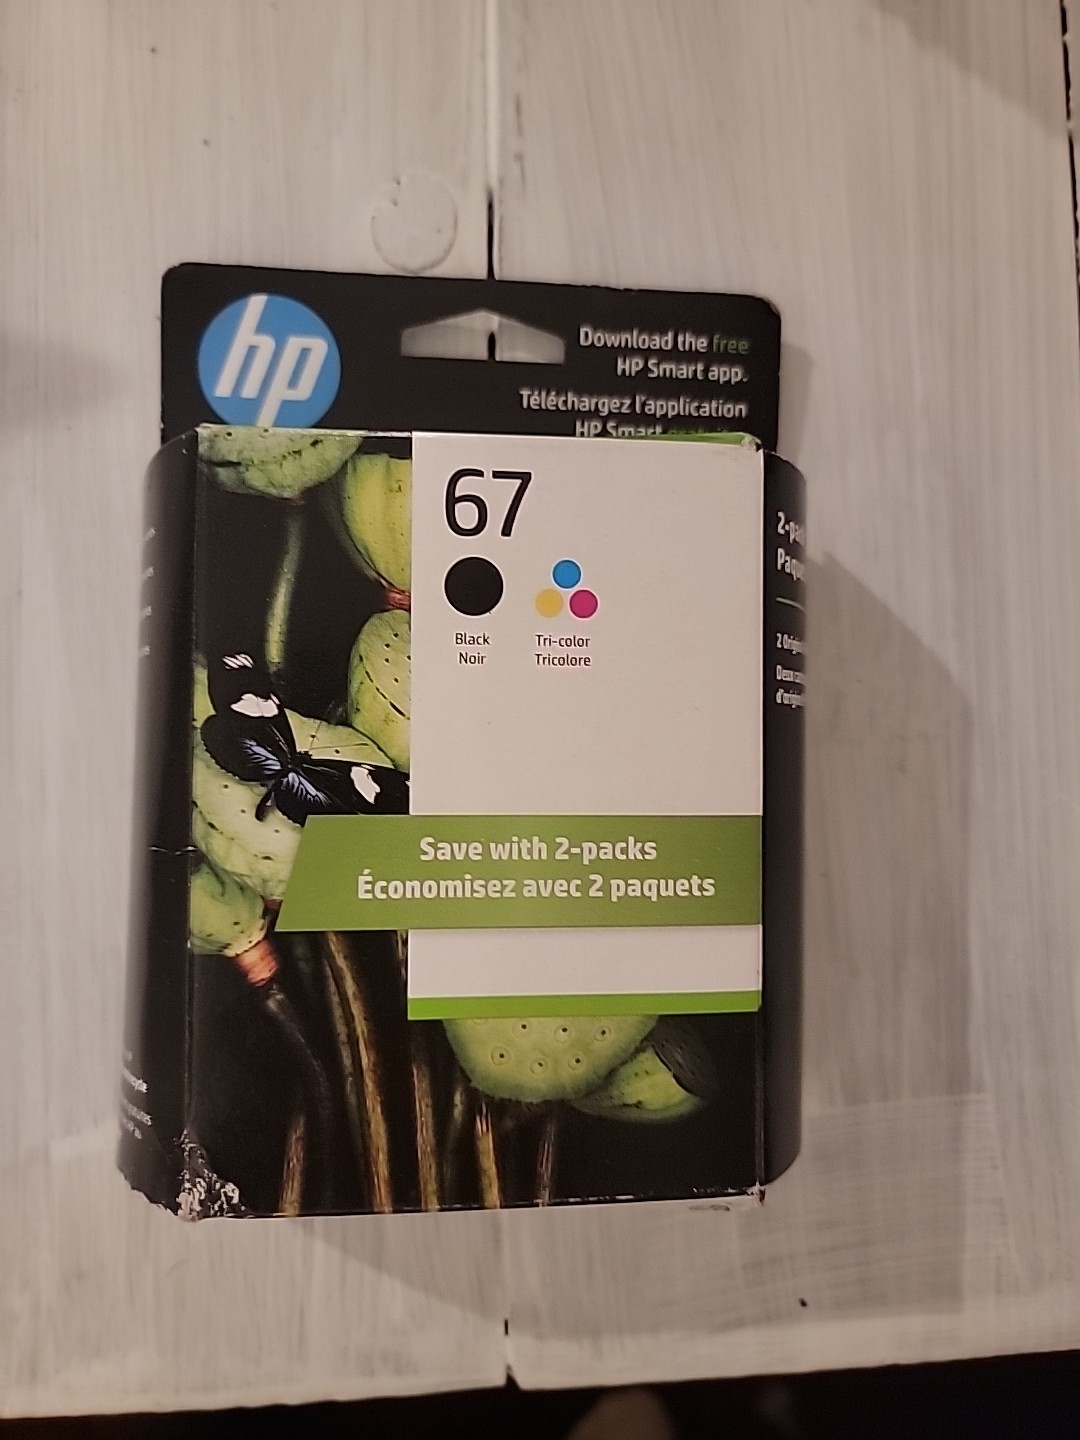 hp
Download the free
HP Smart app.
Téléchargez l'application
HP Smart
67
Black
Noir
Tri-color
Tricolore
Save with 2-packs
Économisez avec 2 paquets